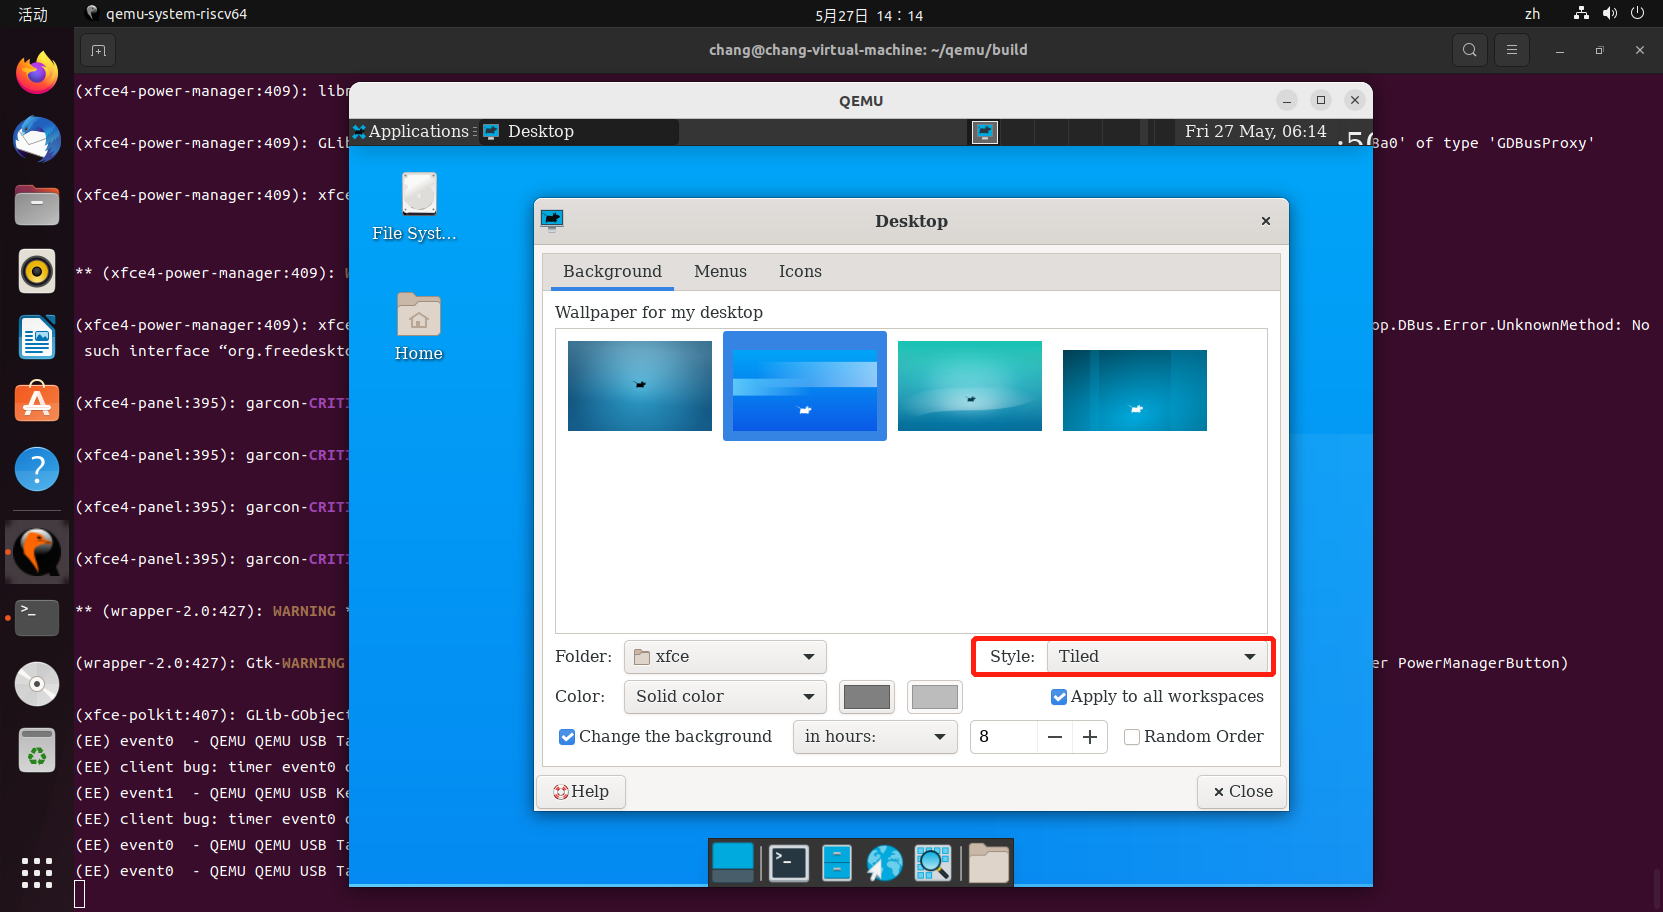 活动
qemu-system-riscv64
5月27日 14：14
zh
chang@chang-virtual-machine: ~/qemu/build
(xfce4-power-manager:409): libn
QEMU
Applications
Desktop
Fri 27 May, 06:14
(xfce4-power-manager:409): GLib
8a0' of type 'GDBusProxy'
(xfce4-power-manager:409): xfce
File Syst...
Desktop
** (xfce4-power-manager:409): W
Background Menus Icons
Wallpaper for my desktop
(xfce4-power-manager:409): xfce
op.DBus.Error.UnknownMethod: No
such interface “org.freedeskto
Home
(xfce4-panel:395): garcon-CRITI
(xfce4-panel:395): garcon-CRITI
(xfce4-panel:395): garcon-CRITI
(xfce4-panel:395): garcon-CRITI
** (wrapper-2.0:427): WARNING *
(wrapper-2.0:427): Gtk-WARNING
er PowerManagerButton)
Folder: xfce
Style: Tiled
Color: Solid color
Apply to all workspaces
Change the background in hours: 8
Random Order
(xfce-polkit:407): GLib-GObject
(EE) event0 - QEMU QEMU USB Ta
(EE) client bug: timer event0 d
(EE) event1 - QEMU QEMU USB Ke
(EE) client bug: timer event0 d
(EE) event0 - QEMU QEMU USB Ta
(EE) event0 - QEMU QEMU USB Ta
Help
Close